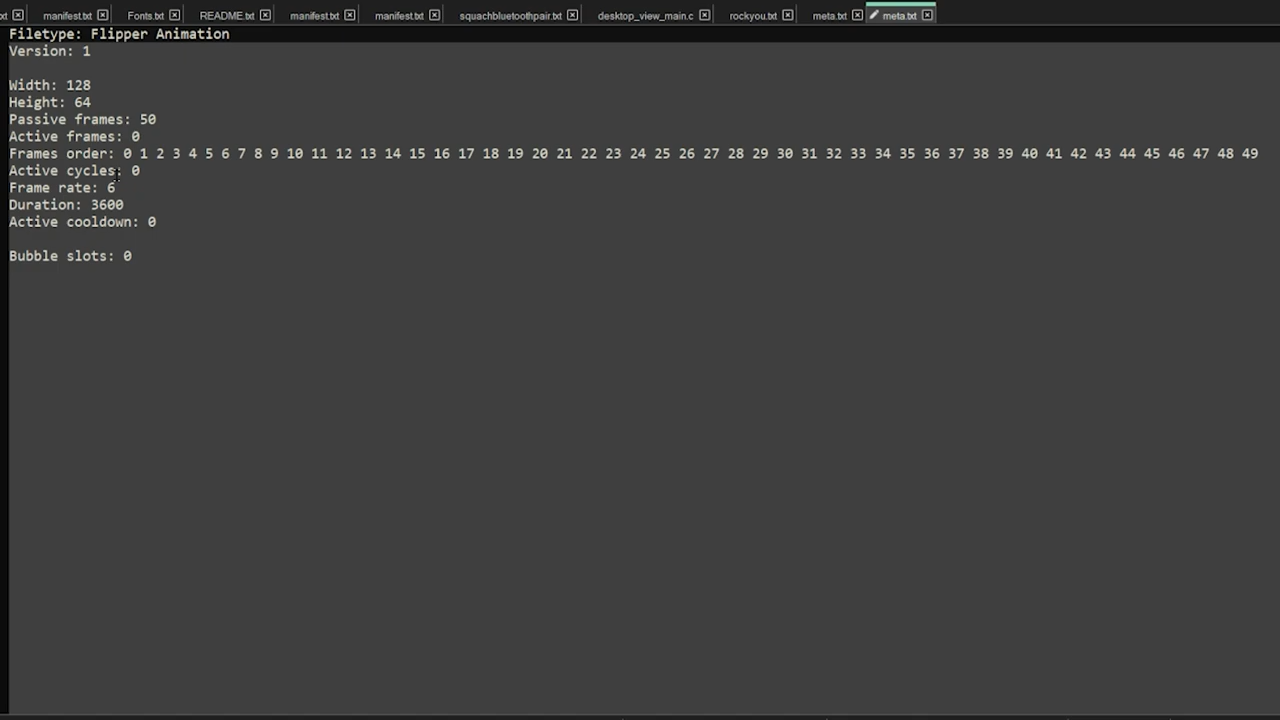 xt manifest.txt Fonts.txt README.txt manifest.txt manifest.txt squachbluetoothpair.txt desktop_view_main.c rockyou.txt meta.txt meta.txt
Filetype: Flipper Animation
Version: 1
Width: 128
Height: 64
Passive frames: 50
Active frames: 0
Frames order: 0 1 2 3 4 5 6 7 8 9 10 11 12 13 14 15 16 17 18 19 20 21 22 23 24 25 26 27 28 29 30 31 32 33 34 35 36 37 38 39 40 41 42 43 44 45 46 47 48 49
Active cycles: 0
Frame rate: 6
Duration: 3600
Active cooldown: 0
Bubble slots: 0